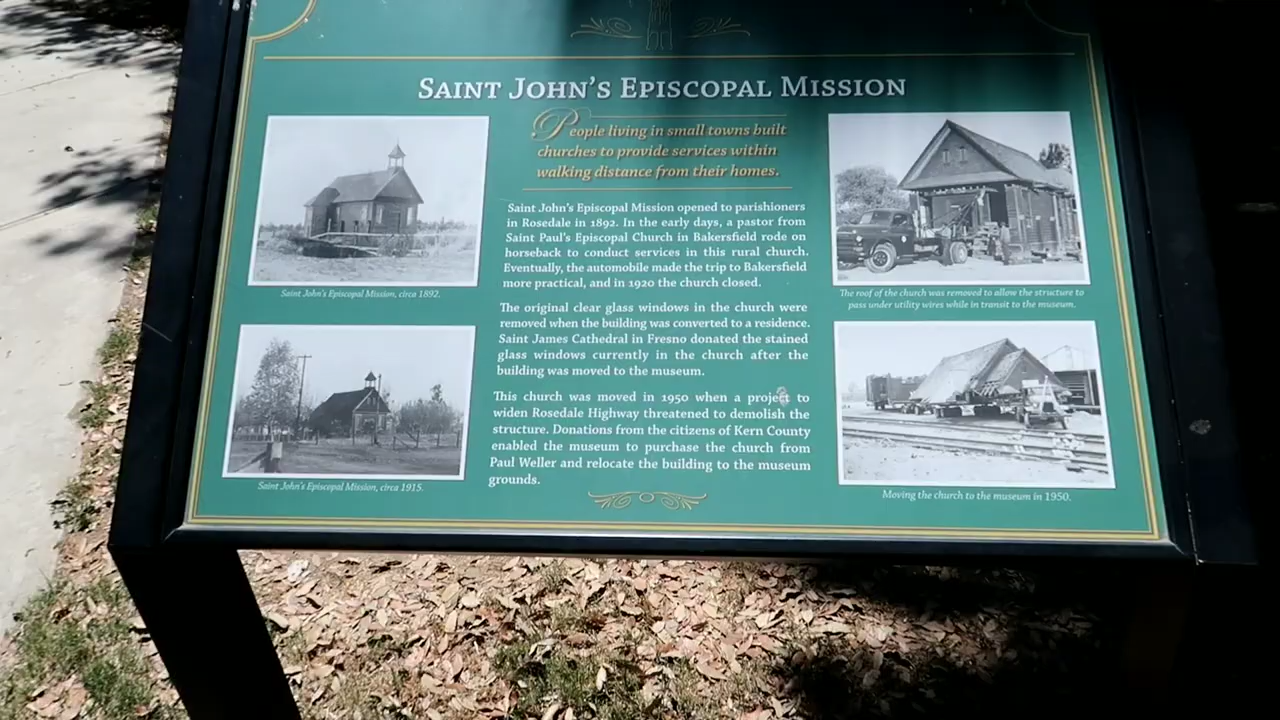 SAINT JOHN'S EPISCOPAL MISSION
People living in small towns built
churches to provide services within
walking distance from their homes.
Saint John's Episcopal Mission opened to parishioners
in Rosedale in 1892. In the early days, a pastor from
Saint Paul's Episcopal Church in Bakersfield rode on
horseback to conduct services in this rural church.
Eventually, the automobile made the trip to Bakersfield
more practical, and in 1920 the church closed.
The original clear glass windows in the church were
removed when the building was converted to a residence.
Saint James Cathedral in Fresno donated the stained
glass windows currently in the church after the
building was moved to the museum.
This church was moved in 1950 when a project to
widen Rosedale Highway threatened to demolish the
structure. Donations from the citizens of Kern County
enabled the museum to purchase the church from
Paul Weller and relocate the building to the museum
grounds.
Saint John's Episcopal Mission, circa 1892.
Saint John's Episcopal Mission, circa 1915.
The roof of the church was removed to allow the structure to
pass under utility wires while in transit to the museum.
Moving the church to the museum in 1950.